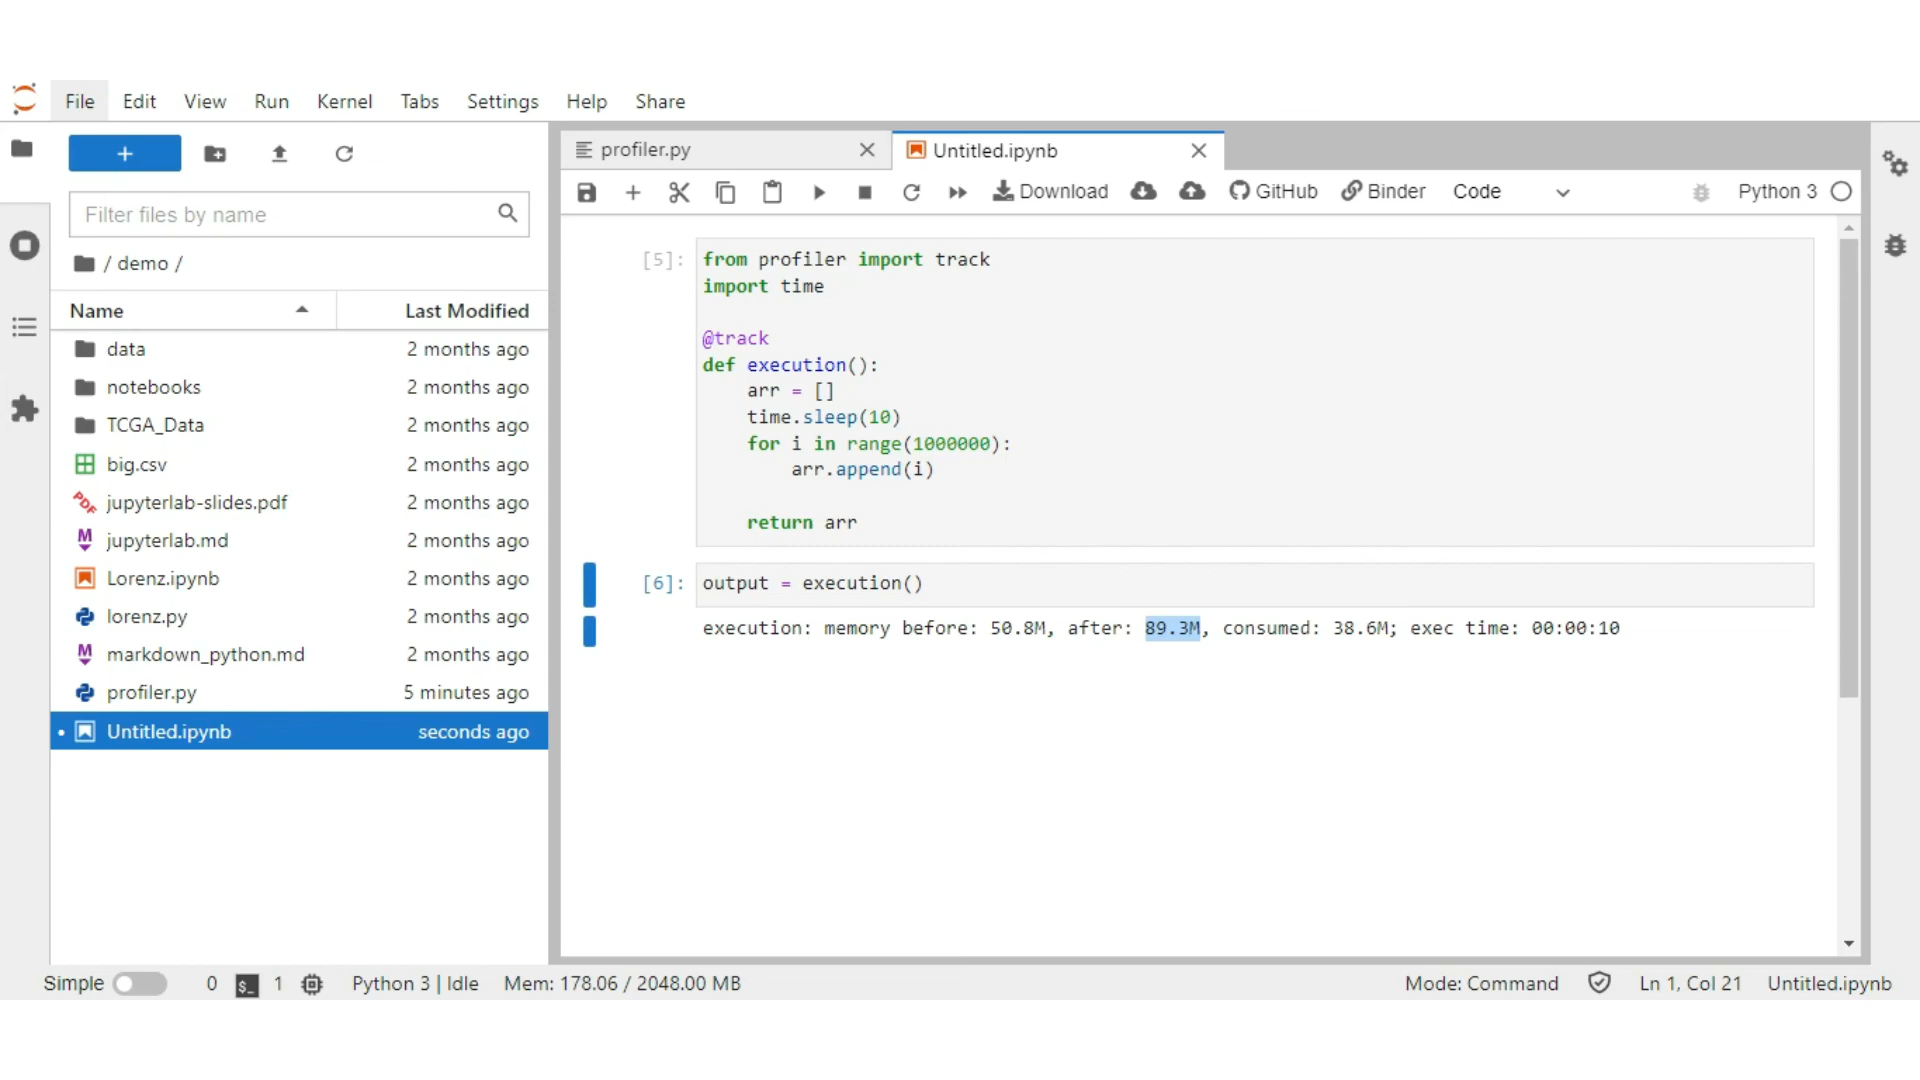 File Edit View Run Kernel Tabs Settings Help Share
+
Filter files by name
/ demo /
Name Last Modified
data 2 months ago
notebooks 2 months ago
TCGA_Data 2 months ago
big.csv 2 months ago
jupyterlab-slides.pdf 2 months ago
jupyterlab.md 2 months ago
Lorenz.ipynb 2 months ago
lorenz.py 2 months ago
markdown_python.md 2 months ago
profiler.py 5 minutes ago
Untitled.ipynb seconds ago
profiler.py Untitled.ipynb
Download GitHub Binder Code Python 3
[5]: from profiler import track
import time
@track
def execution():
    arr = []
    time.sleep(10)
    for i in range(1000000):
        arr.append(i)
    return arr
[6]: output = execution()
execution: memory before: 50.8M, after: 89.3M, consumed: 38.6M; exec time: 00:00:10
Simple 0 $_ 1 Python 3 | Idle Mem: 178.06 / 2048.00 MB Mode: Command Ln 1, Col 21 Untitled.ipynb